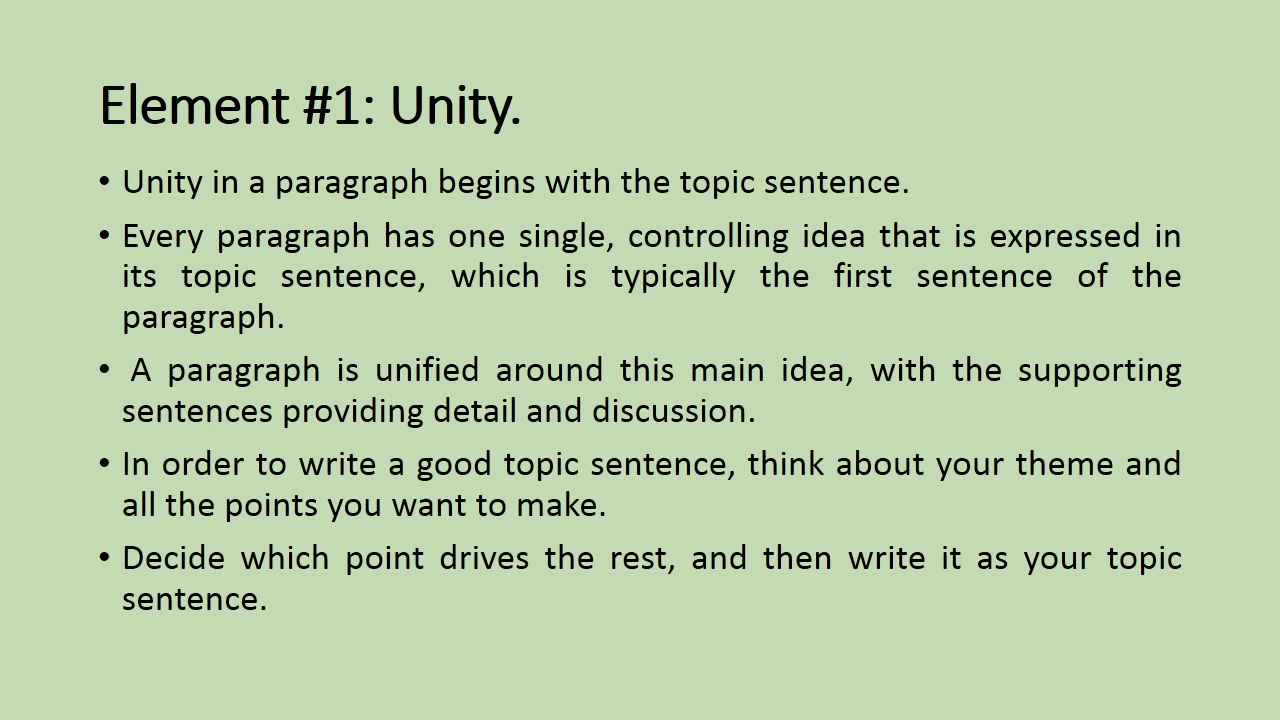 Element #1: Unity.
• Unity in a paragraph begins with the topic sentence.
• Every paragraph has one single, controlling idea that is expressed in
its topic sentence, which is typically the first sentence of the
paragraph.
• A paragraph is unified around this main idea, with the supporting
sentences providing detail and discussion.
• In order to write a good topic sentence, think about your theme and
all the points you want to make.
• Decide which point drives the rest, and then write it as your topic
sentence.